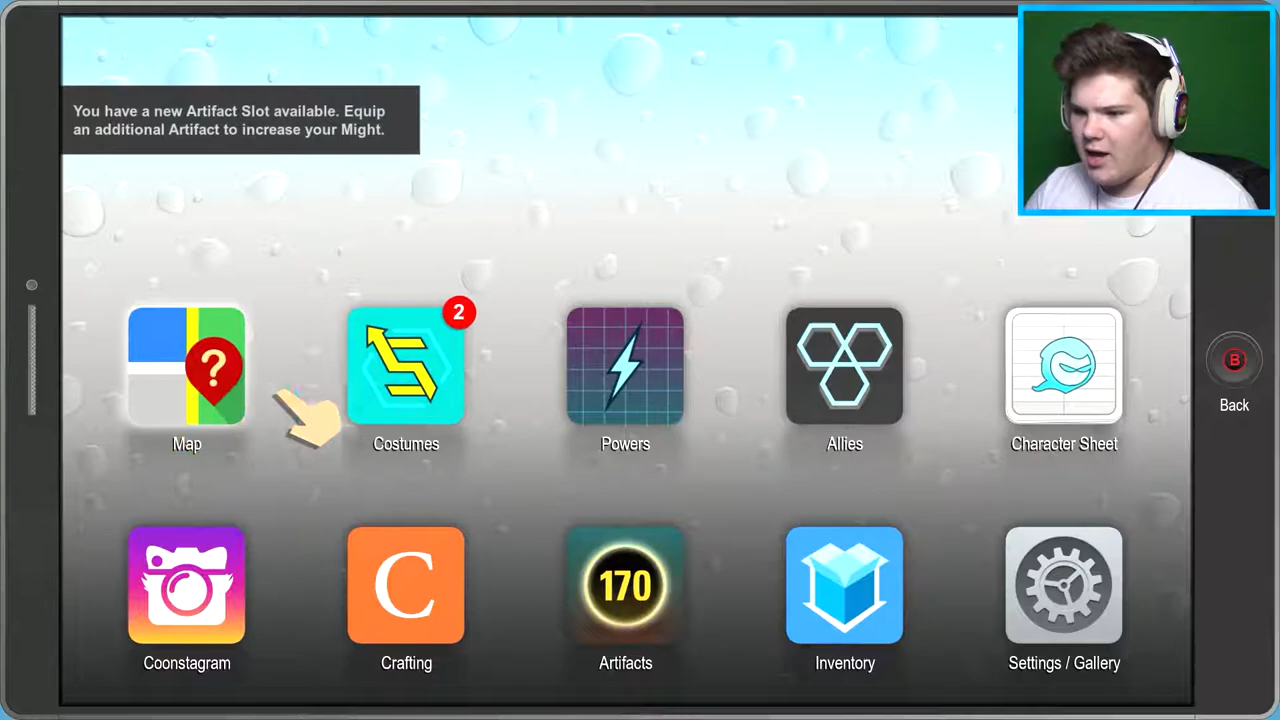 You have a new Artifact Slot available. Equip
an additional Artifact to increase your Might.
?
2
Map
Costumes
Powers
Allies
Character Sheet
B
Back
C
170
Coonstagram
Crafting
Artifacts
Inventory
Settings / Gallery